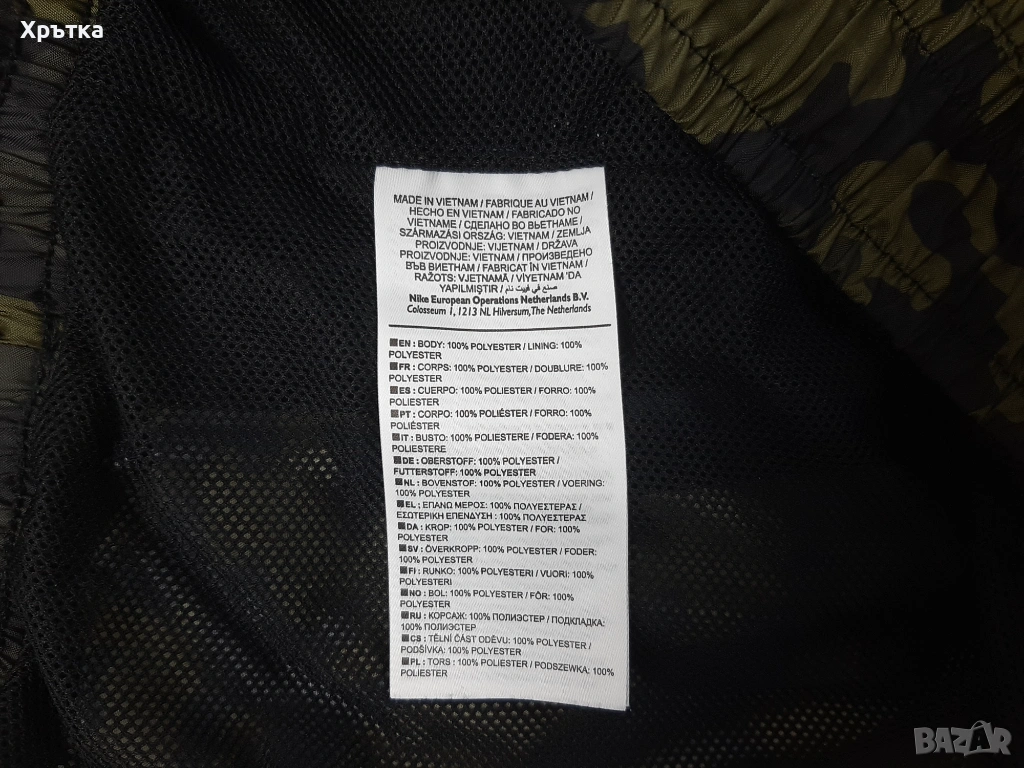 Хрътка
MADE IN VIETNAM / FABRIQUE AU VIETNAM /
HECHO EN VIETNAM / FABRICADO NO
VIETNAME / СДЕЛАНО ВО ВЬЕТНАМЕ /
SZÁRMAZÁSI ORSZÁG: VIETNAM / ZEMLJA
PROIZVODNJE: VIJETNAM / DRŽAVA
PROIZVODNJE: VIETNAM / ПРОИЗВЕДЕНО
ВЪВ ВИЕТНАМ / FABRICAT ÎN VIETNAM /
RAŽOTS: VJETNAMĀ / VİYETNAM 'DA
YAPILMIŞTIR / صنع في فييت نام
Nike European Operations Netherlands B.V.
Colosseum 1, 1213 NL Hilversum,The Netherlands
EN : BODY: 100% POLYESTER / LINING: 100%
POLYESTER
FR : CORPS: 100% POLYESTER / DOUBLURE: 100%
POLYESTER
ES : CUERPO: 100% POLIESTER / FORRO: 100%
POLIESTER
PT : CORPO: 100% POLIÉSTER / FORRO: 100%
POLIÉSTER
IT : BUSTO: 100% POLIESTERE / FODERA: 100%
POLIESTERE
DE : OBERSTOFF: 100% POLYESTER /
FUTTERSTOFF: 100% POLYESTER
NL : BOVENSTOF: 100% POLYESTER / VOERING:
100% POLYESTER
EL : ΕΠΑΝΩ ΜΕΡΟΣ: 100% ΠΟΛΥΕΣΤΕΡΑΣ /
ΕΣΩΤΕΡΙΚΗ ΕΠΕΝΔΥΣΗ : 100% ΠΟΛΥΕΣΤΕΡΑΣ
DA : KROP: 100% POLYESTER / FOR: 100%
POLYESTER
SV : ÖVERKROPP: 100% POLYESTER / FODER:
100% POLYESTER
FI : RUNKO: 100% POLYESTERI / VUORI: 100%
POLYESTERI
NO : BOL: 100% POLYESTER / FÔR: 100%
POLYESTER
RU : КОРСАЖ: 100% ПОЛИЭСТЕР / ПОДКЛАДКА:
100% ПОЛИЭСТЕР
CS : TĚLNÍ ČÁST ODĚVU: 100% POLYESTER /
PODŠÍVKA: 100% POLYESTER
PL : TORS : 100% POLIESTER / PODSZEWKA: 100%
POLIESTER
BAZAR